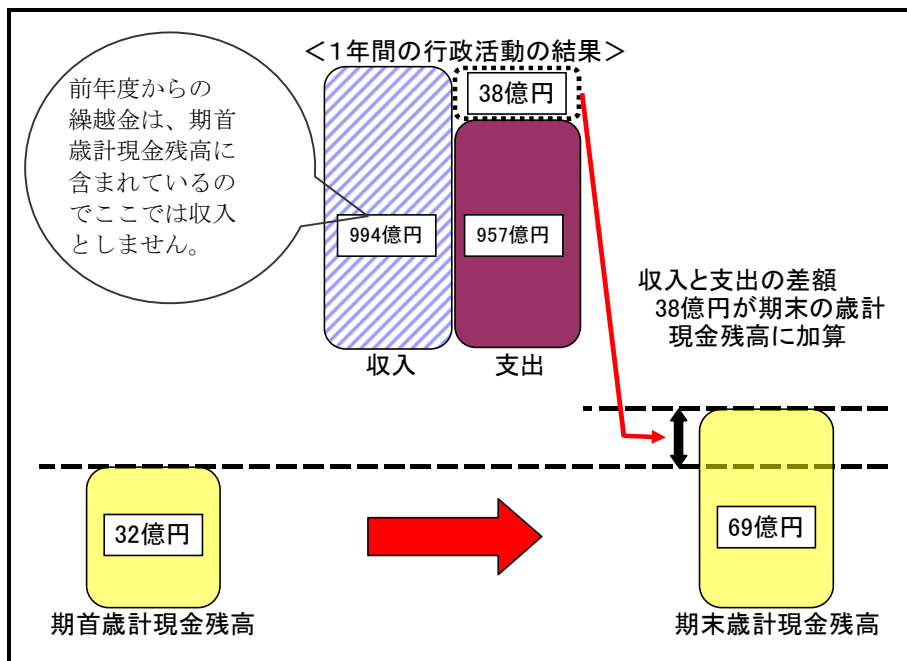 <1年間の行政活動の結果>
前年度からの
繰越金は、期首
歳計現金残高に
含まれているの
でここでは収入
としません。
38億円
994億円
957億円
収入
支出
収入と支出の差額
38億円が期末の歳計
現金残高に加算
32億円
69億円
期首歳計現金残高
期末歳計現金残高